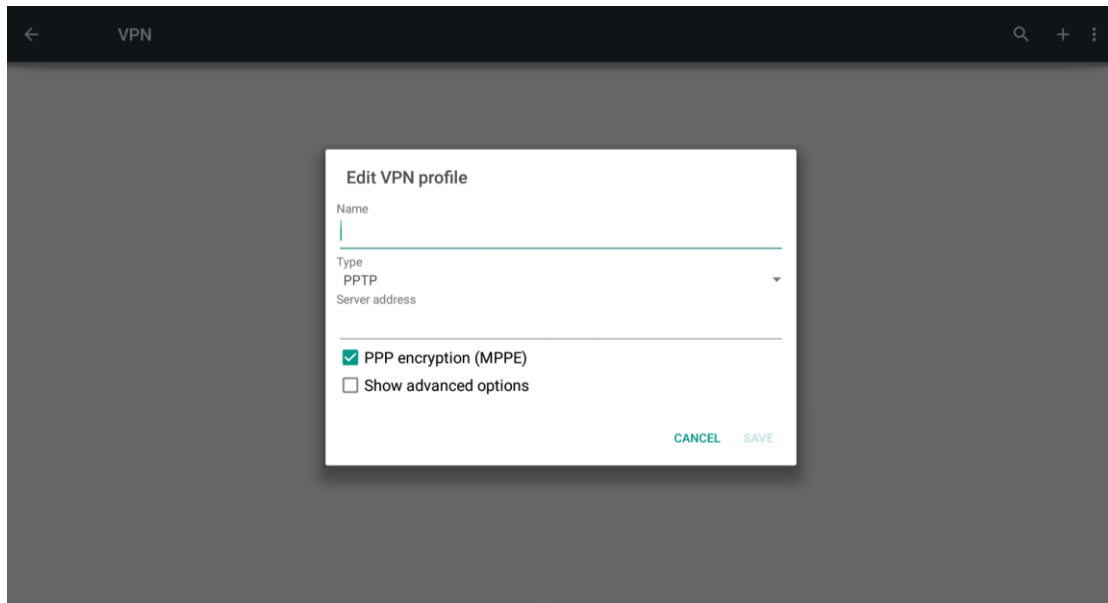 VPN
Edit VPN profile
Name
Type
PPTP
Server address
PPP encryption (MPPE)
Show advanced options
CANCEL SAVE